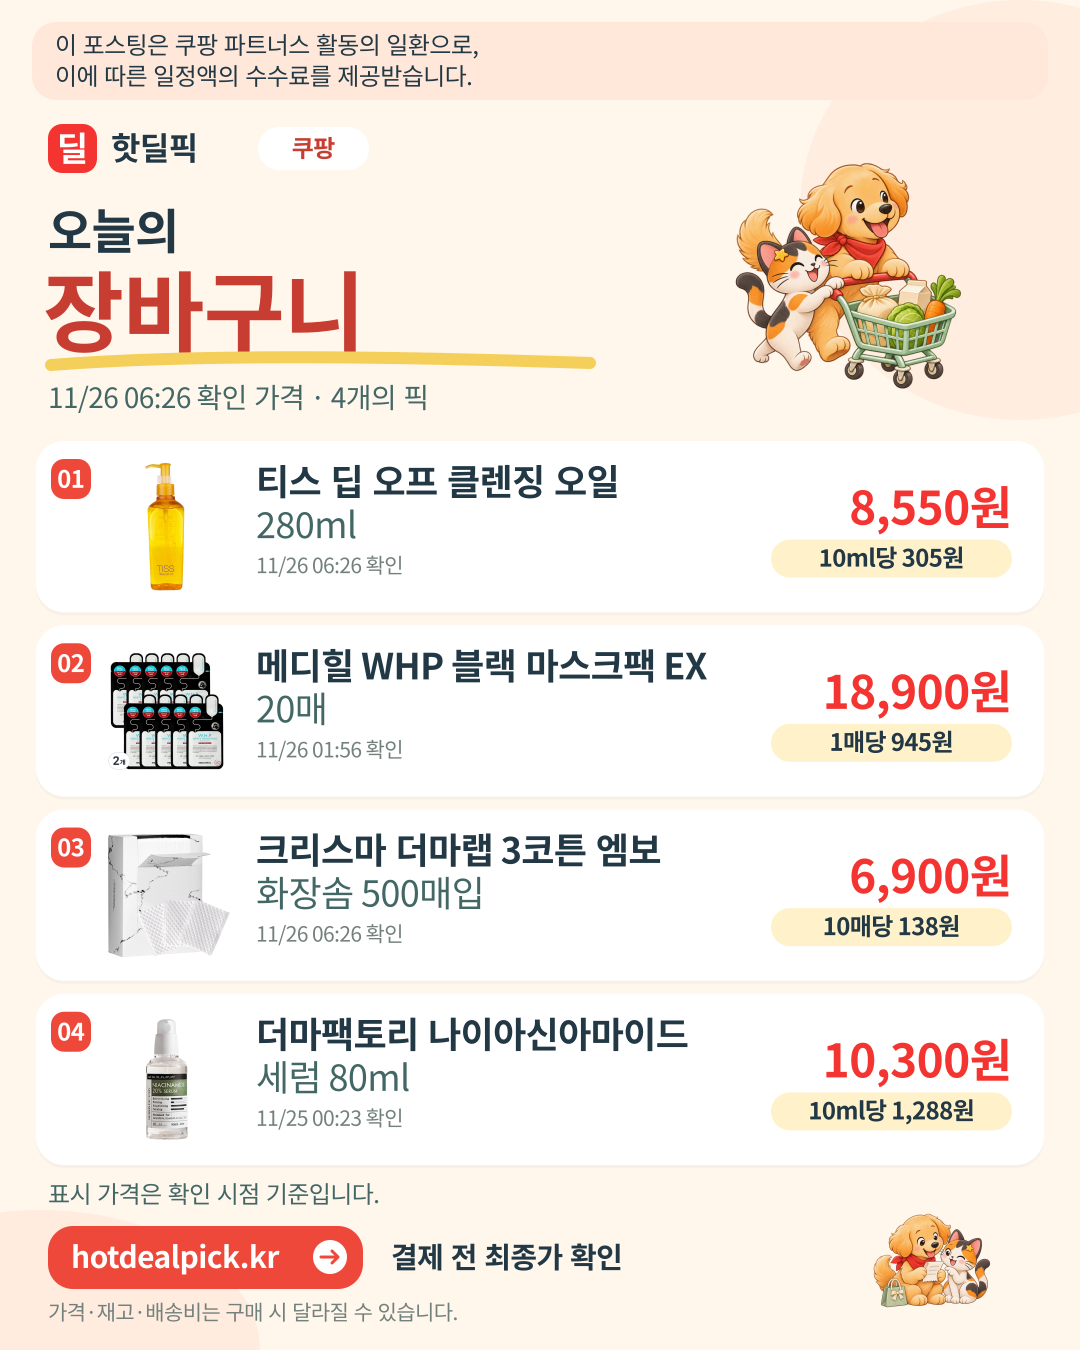 이 포스팅은 쿠팡 파트너스 활동의 일환으로,
이에 따른 일정액의 수수료를 제공받습니다.
딜 핫딜픽 쿠팡
오늘의
장바구니
11/26 06:26 확인 가격 · 4개의 픽
01
티스 딥 오프 클렌징 오일
280ml
11/26 06:26 확인
8,550원
10ml당 305원
TISS
02
메디힐 WHP 블랙 마스크팩 EX
20매
11/26 01:56 확인
18,900원
1매당 945원
2개
03
크리스마 더마랩 3코튼 엠보
화장솜 500매입
11/26 06:26 확인
6,900원
10매당 138원
04
더마팩토리 나이아신아마이드
세럼 80ml
11/25 00:23 확인
10,300원
10ml당 1,288원
NIACINAMIDE
20% SERUM
표시 가격은 확인 시점 기준입니다.
hotdealpick.kr → 결제 전 최종가 확인
가격·재고·배송비는 구매 시 달라질 수 있습니다.